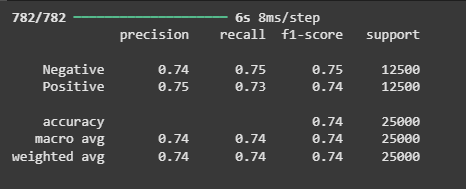 782/782 ━━━━━━━━━━━━━━━━━━━━ 6s 8ms/step
precision recall f1-score support
Negative 0.74 0.75 0.75 12500
Positive 0.75 0.73 0.74 12500
accuracy 0.74 25000
macro avg 0.74 0.74 0.74 25000
weighted avg 0.74 0.74 0.74 25000